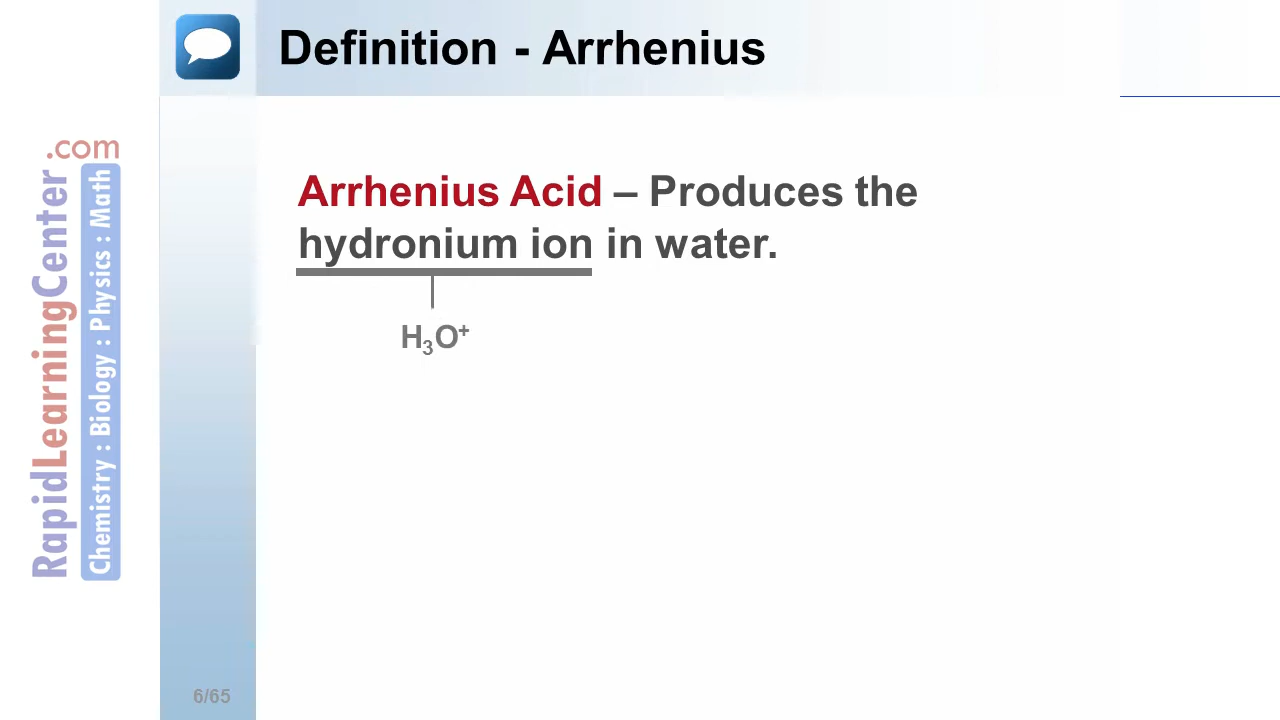 Definition - Arrhenius
Arrhenius Acid – Produces the
hydronium ion in water.
H₃O⁺
RapidLearningCenter.com
Chemistry : Biology : Physics : Math
6/65